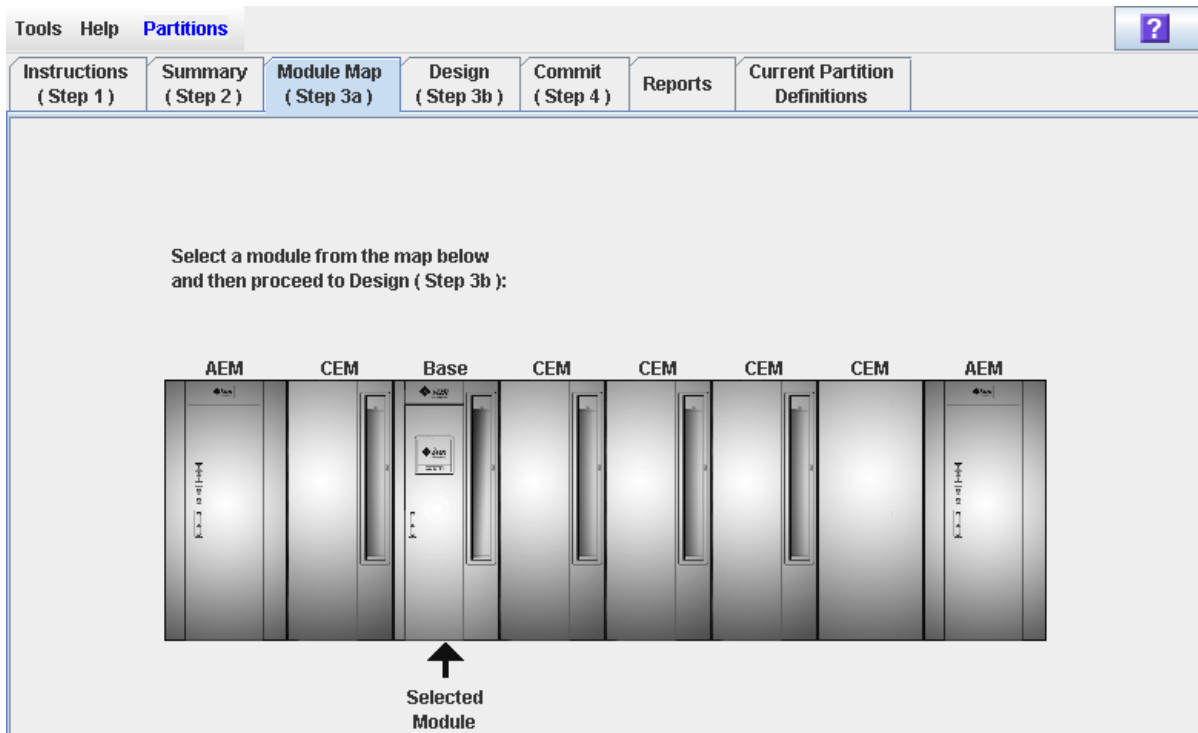 Tools Help Partitions
?
Instructions
( Step 1 )
Summary
( Step 2 )
Module Map
( Step 3a )
Design
( Step 3b )
Commit
( Step 4 )
Reports
Current Partition
Definitions
Select a module from the map below
and then proceed to Design ( Step 3b ):
AEM CEM Base CEM CEM CEM CEM AEM
Selected
Module